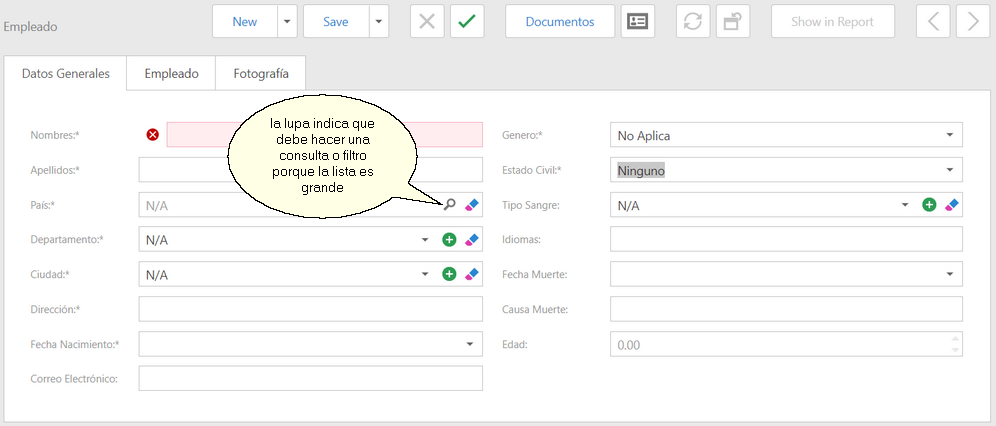 Empleado
New
Save
Documentos
Show in Report
Datos Generales
Empleado
Fotografía
la lupa indica que
debe hacer una
consulta o filtro
porque la lista es
grande
Nombres:*
Apellidos:*
País:* N/A
Departamento:* N/A
Ciudad:* N/A
Dirección:*
Fecha Nacimiento:*
Correo Electrónico:
Genero:* No Aplica
Estado Civil:* Ninguno
Tipo Sangre: N/A
Idiomas:
Fecha Muerte:
Causa Muerte:
Edad: 0.00